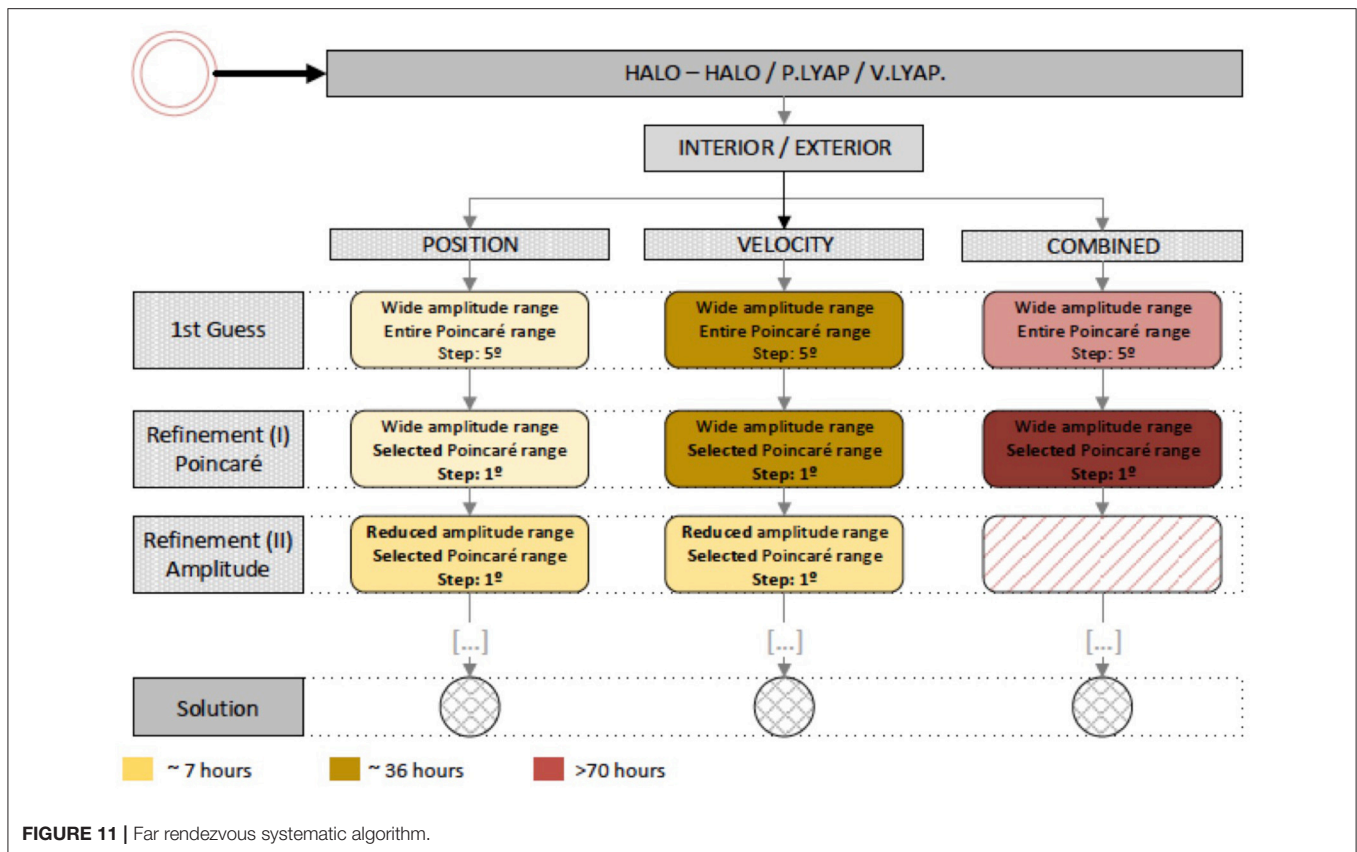 HALO – HALO / P.LYAP / V.LYAP.
INTERIOR / EXTERIOR
POSITION
VELOCITY
COMBINED
1st Guess
Wide amplitude range
Entire Poincaré range
Step: 5º
Wide amplitude range
Entire Poincaré range
Step: 5º
Wide amplitude range
Entire Poincaré range
Step: 5º
Refinement (I)
Poincaré
Wide amplitude range
Selected Poincaré range
Step: 1º
Wide amplitude range
Selected Poincaré range
Step: 1º
Wide amplitude range
Selected Poincaré range
Step: 1º
Refinement (II)
Amplitude
Reduced amplitude range
Selected Poincaré range
Step: 1º
Reduced amplitude range
Selected Poincaré range
Step: 1º
[...]
[...]
[...]
Solution
~ 7 hours
~ 36 hours
>70 hours
FIGURE 11 | Far rendezvous systematic algorithm.